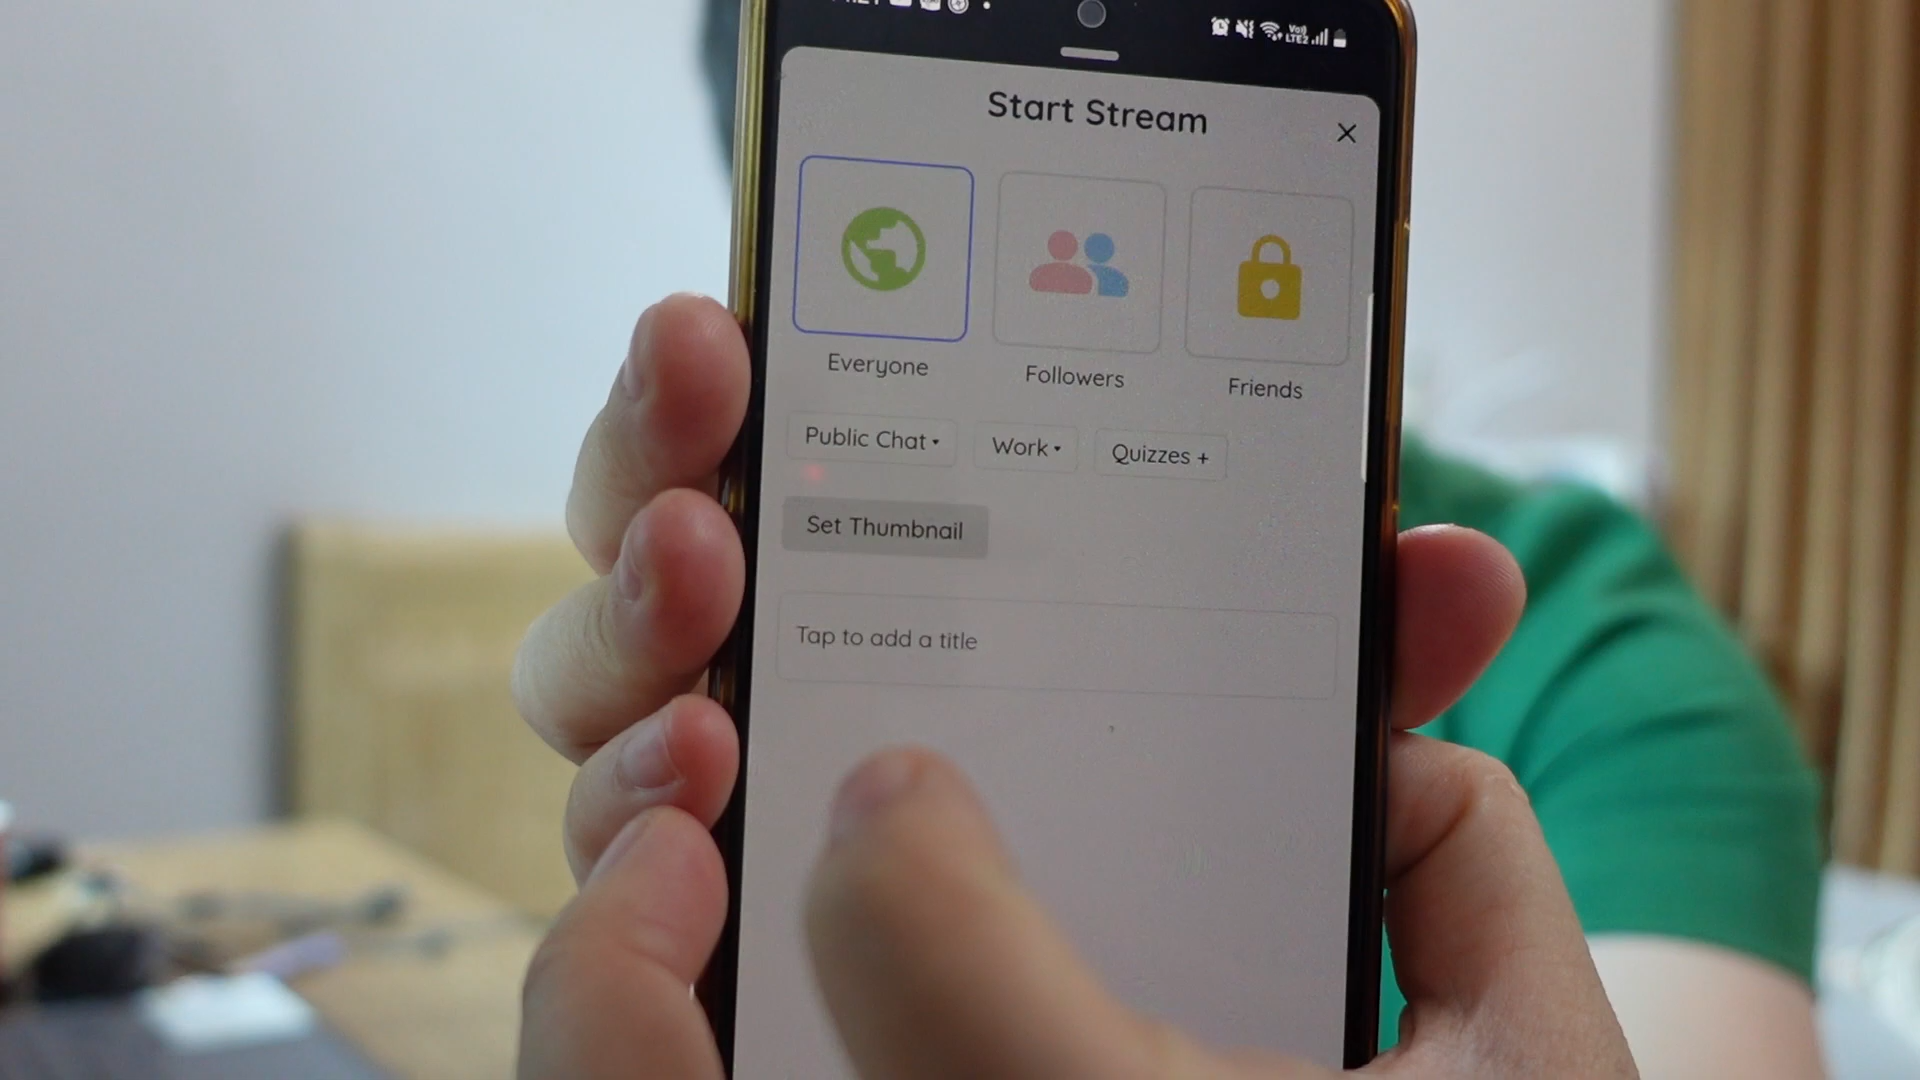 Start Stream
Everyone
Followers
Friends
Public Chat
Work
Quizzes +
Set Thumbnail
Tap to add a title